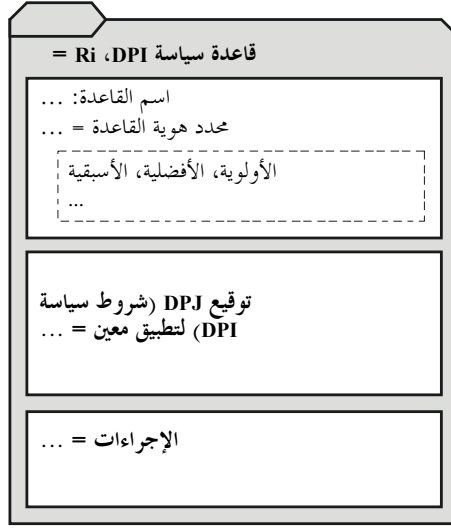 قاعدة سياسة DPI، Ri =
اسم القاعدة: ...
محدد هوية القاعدة = ...
الأولوية، الأفضلية، الأسبقية
...
توقيع DPJ (شروط سياسة
DPI) لتطبيق معين = ...
الإجراءات = ...